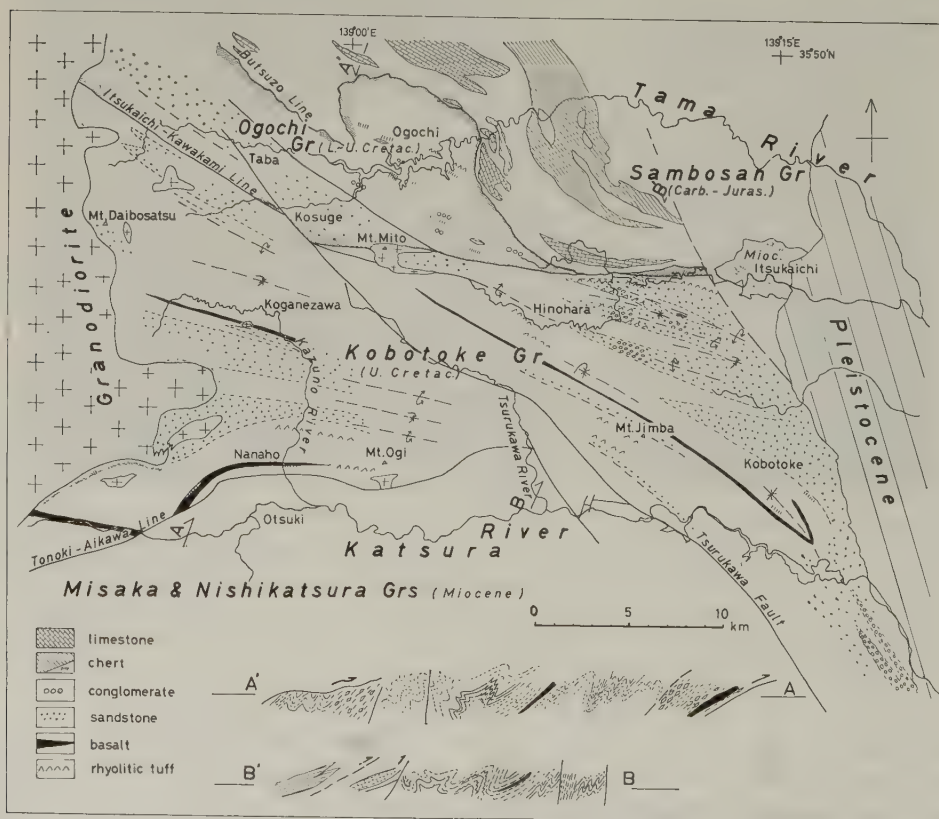 139°00'E
139°15'E
35°50'N
A'
Butsuzo Line
Tama River
Itsukaichi-Kawakami Line
Ogochi Gr
(L.-U. Cretac.)
Ogochi
Taba
Sambosan Gr
(Carb.-Juras.)
B'
Mt. Daibosatsu
Kosuge
Mt. Mito
Mioc.
Itsukaichi
Granodiorite
Koganezawa
Hinohara
Kobotoke Gr
(U. Cretac.)
Kazuno River
Pleistocene
Tsurukawa River
Mt. Jimba
Nanaho
Mt. Ogi
Kobotoke
A
B
Tonoki-Aikawa Line
Otsuki
Katsura River
Tsurukawa Fault
Misaka & Nishikatsura Grs (Miocene)
0 5 10
km
limestone
chert
conglomerate
sandstone
basalt
rhyolitic tuff
A' A
B' B